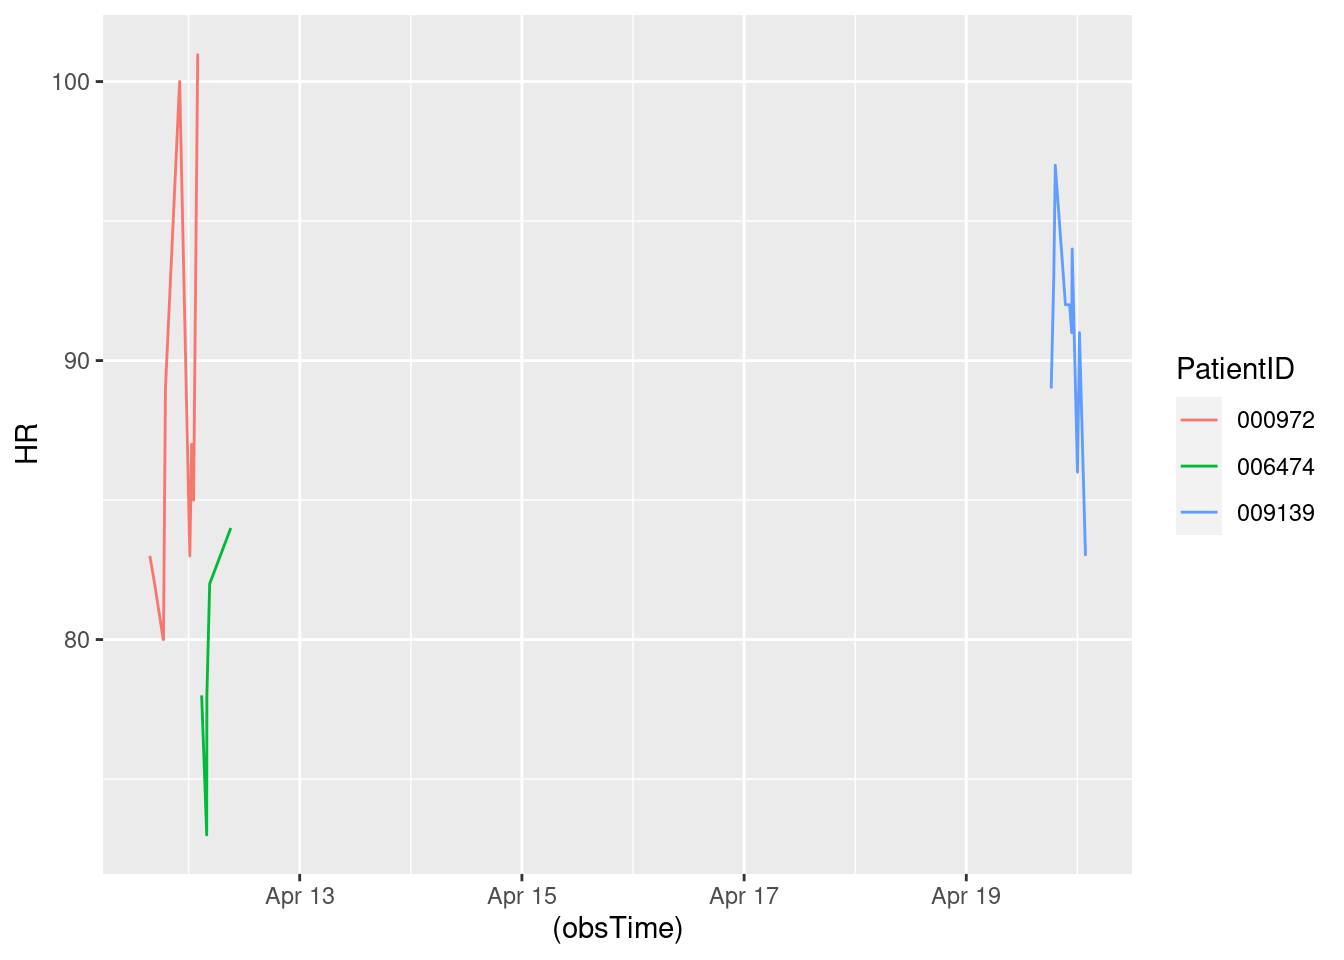 100
90
80
HR
Apr 13
Apr 15
Apr 17
Apr 19
(obsTime)
PatientID
000972
006474
009139